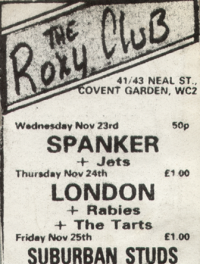 THE
Roxy Club
41/43 NEAL ST.,
COVENT GARDEN, WC2
Wednesday Nov 23rd 50p
SPANKER
+ Jets
Thursday Nov 24th £1 00
LONDON
+ Rabies
+ The Tarts
Friday Nov 25th £1.00
SUBURBAN STUDS